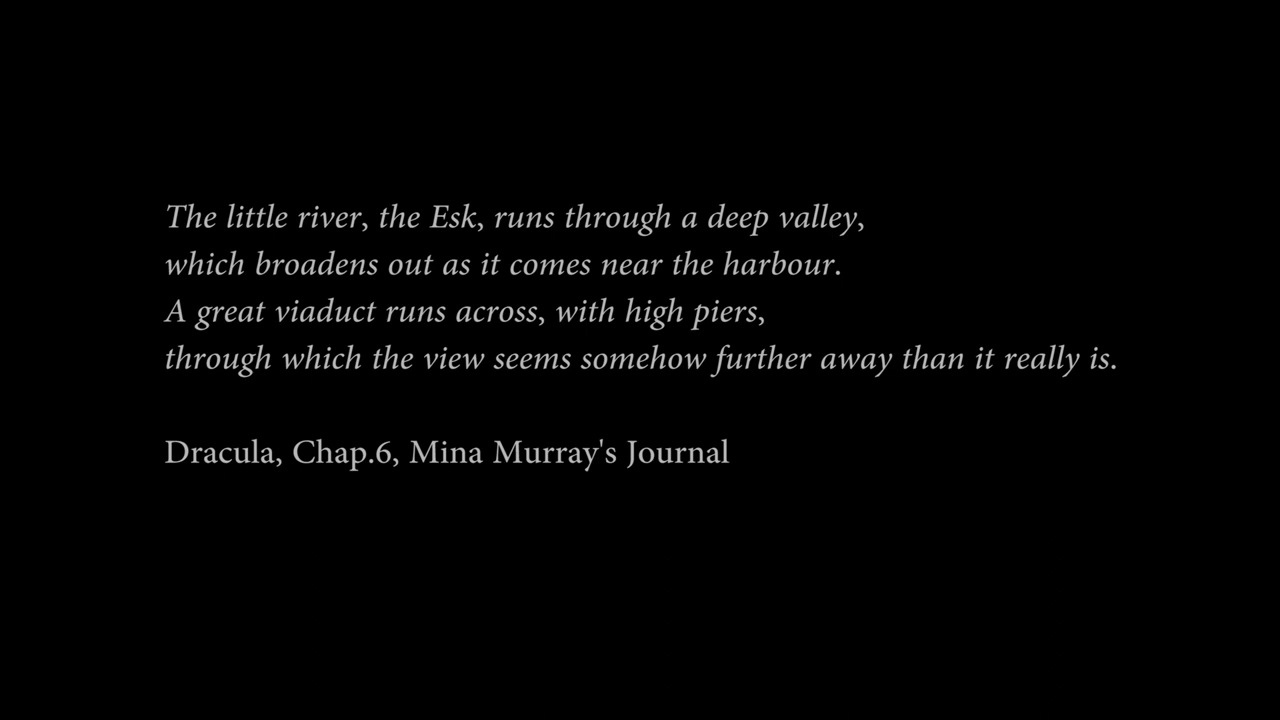 The little river, the Esk, runs through a deep valley,
which broadens out as it comes near the harbour.
A great viaduct runs across, with high piers,
through which the view seems somehow further away than it really is.
Dracula, Chap.6, Mina Murray's Journal